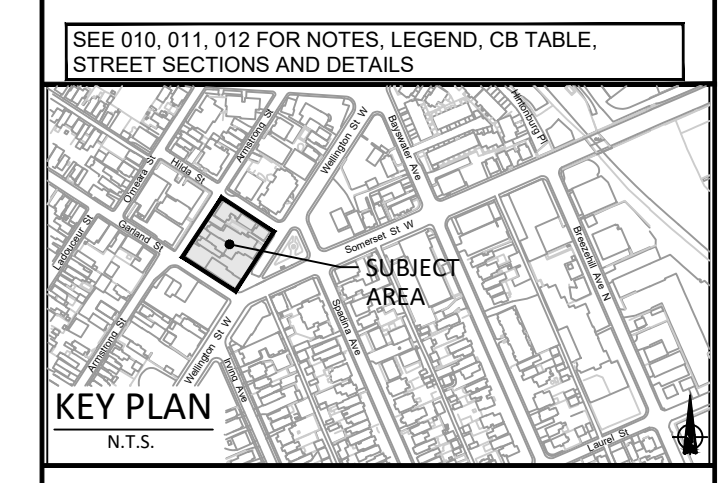 SEE 010, 011, 012 FOR NOTES, LEGEND, CB TABLE,
STREET SECTIONS AND DETAILS
Armstrong St
Wellington St W
Bayswater Ave
Hintonburg Pl
Hilda St
O'meara St
Ladouceur St
Garland St
Somerset St W
Breezehill Ave N
SUBJECT
AREA
Spadina Ave
Armstrong St
Wellington St W
Irving Ave
Laurel St
KEY PLAN
N.T.S.